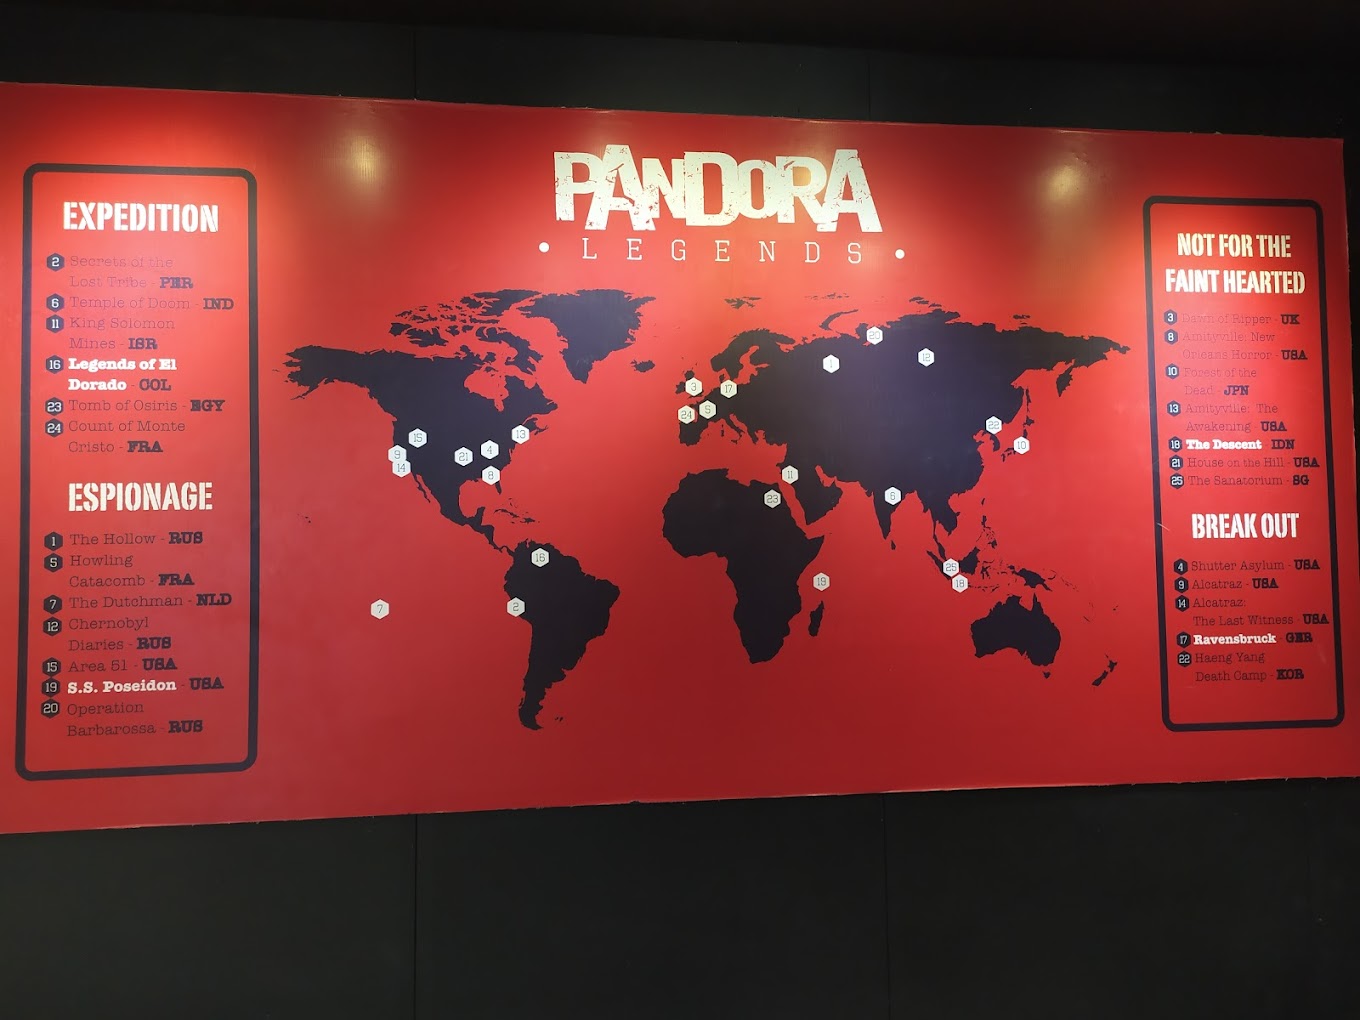 PANDORA
• LEGENDS •
EXPEDITION
2 Secrets of the
Lost Tribe - PER
6 Temple of Doom - IND
11 King Solomon
Mines - ISR
16 Legends of El
Dorado - COL
23 Tomb of Osiris - EGY
24 Count of Monte
Cristo - FRA
ESPIONAGE
1 The Hollow - RUS
5 Howling
Catacomb - FRA
7 The Dutchman - NLD
12 Chernobyl
Diaries - RUS
15 Area 51 - USA
19 S.S. Poseidon - USA
20 Operation
Barbarossa - RUS
20
12
1
3
17
24
5
13
15
9
4
21
14
8
22
10
11
23
6
16
25
18
19
7
2
NOT FOR THE
FAINT HEARTED
3 Dawn of Ripper - UK
8 Amityville: New
Orleans Horror - USA
10 Forest of the
Dead - JPN
13 Amityville: The
Awakening - USA
18 The Descent - IDN
21 House on the Hill - USA
25 The Sanatorium - SG
BREAK OUT
4 Shutter Asylum - USA
9 Alcatraz - USA
14 Alcatraz:
The Last Witness - USA
17 Ravensbruck - GER
22 Haeng Yang
Death Camp - KOR